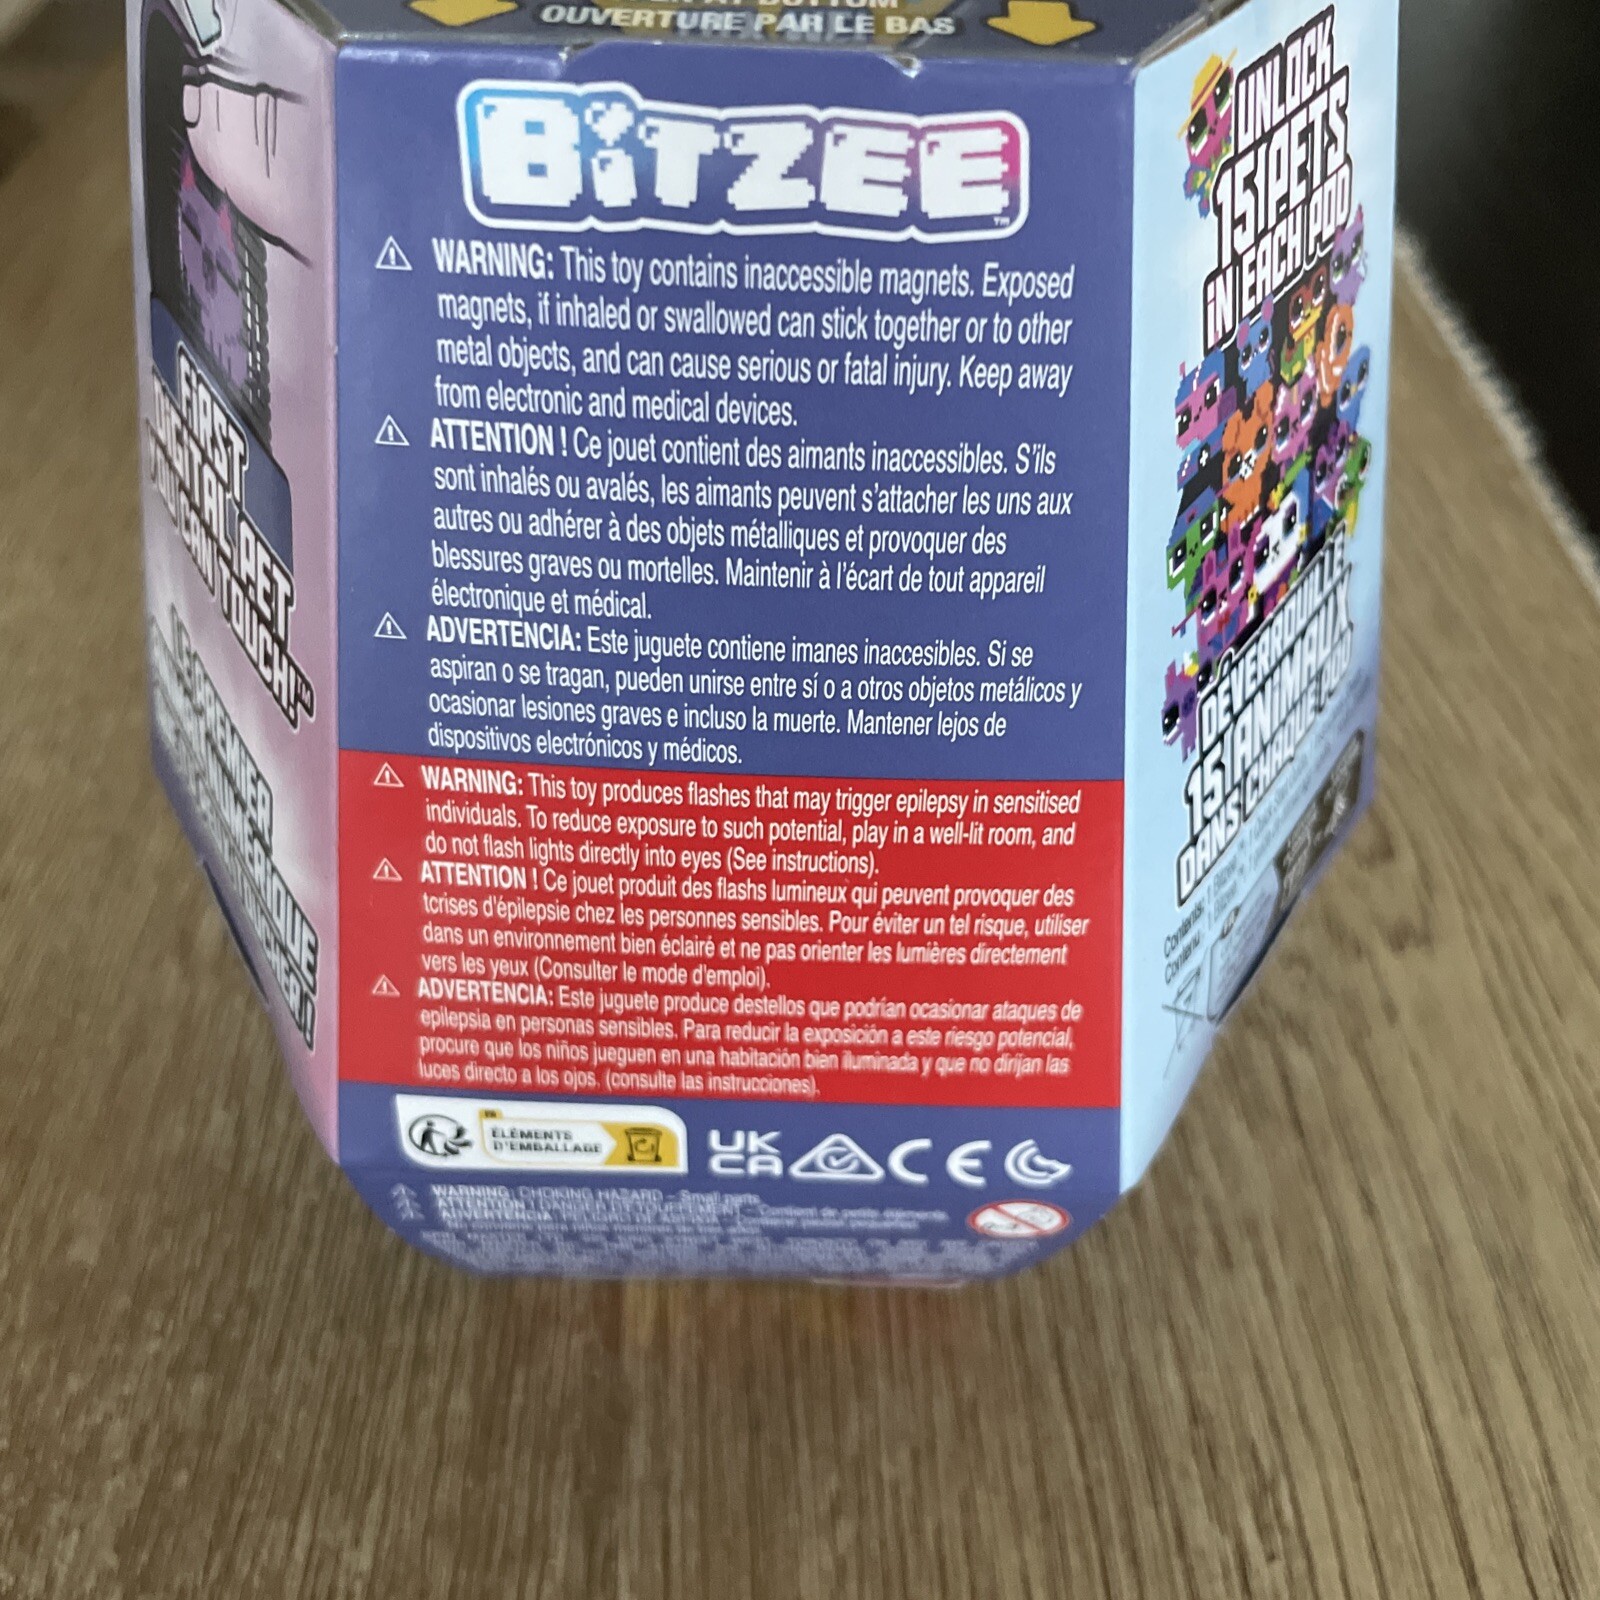 OUVERTURE PAR LE BAS
BiTZEE
WARNING: This toy contains inaccessible magnets. Exposed
magnets, if inhaled or swallowed can stick together or to other
metal objects, and can cause serious or fatal injury. Keep away
from electronic and medical devices.
ATTENTION ! Ce jouet contient des aimants inaccessibles. S'ils
sont inhalés ou avalés, les aimants peuvent s'attacher les uns aux
autres ou adhérer à des objets métalliques et provoquer des
blessures graves ou mortelles. Maintenir à l'écart de tout appareil
électronique et médical.
ADVERTENCIA: Este juguete contiene imanes inaccesibles. Si se
aspiran o se tragan, pueden unirse entre sí o a otros objetos metálicos y
ocasionar lesiones graves e incluso la muerte. Mantener lejos de
dispositivos electrónicos y médicos.
WARNING: This toy produces flashes that may trigger epilepsy in sensitised
individuals. To reduce exposure to such potential, play in a well-lit room, and
do not flash lights directly into eyes (See instructions).
ATTENTION ! Ce jouet produit des flashs lumineux qui peuvent provoquer des
tcrises d'épilepsie chez les personnes sensibles. Pour éviter un tel risque, utiliser
dans un environnement bien éclairé et ne pas orienter les lumières directement
vers les yeux (Consulter le mode d'emploi).
ADVERTENCIA: Este juguete produce destellos que podrían ocasionar ataques de
epilepsia en personas sensibles. Para reducir la exposición a este riesgo potencial,
procure que los niños jueguen en una habitación bien iluminada y que no dirijan las
luces directo a los ojos. (consulte las instrucciones).
FR
ÉLÉMENTS
D'EMBALLAGE
UK
CA
CE
WARNING: CHOKING HAZARD - Small parts.
FiRST
DiGiTAL PET
YOU CAN TOUCH!™
LE PREMiER
UNLOCK
15 PETS
iN EACH POD
DÉVERROUiLLE
15 ANiMAUX
DANS CHAQUE POD
Contents: 1
Contenu : 1